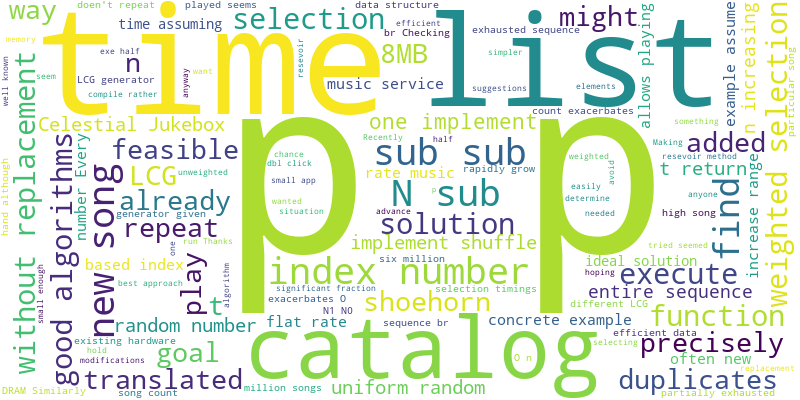 way
doen't repeat
played seems
data structure
time assuming
selection
efficient
br Checking
exhausted sequence
might
allows playing
example assume
weighted selection
particular song
memory
well known
seem
exe half
n
LCG generator
compile rather
anyway
want
resevoir
8MB
music service
simpler
suggestions
elements
n increasing
time
list
count exacerbates
something
Celestial Jukebox
one implement
added
without replacement
good algorithms
number Every
feasible
p
p
sub sub
chance
dbl click
unweighted
Recently
half
weighted
avoid
Making
resevoir method
t return
anyone
LCG
rate music
rapidly grow
easily
determine
new song
already
generator given
small app
wanted
situation
N sub
P
needed
advance
high song
find
increase range
hand although
repeat
one
run Thanks
solution
implement shuffle
tried seemed
ideal solution
based index
play
t
algorithm
six million
index number
hoping
execute
small enough
best approach
significant fraction
exacerbates O
N1 N0
shoehorn
different LCG
entire sequence
random number
flat rate
sequence br
concrete example
selecting
function
existing hardware
hold
modifications
goal
catalog
efficient data
precisely
often new
translated
O n
replacement
DRAM Similarly
song count
million songs
uniform random
duplicates
partially exhausted